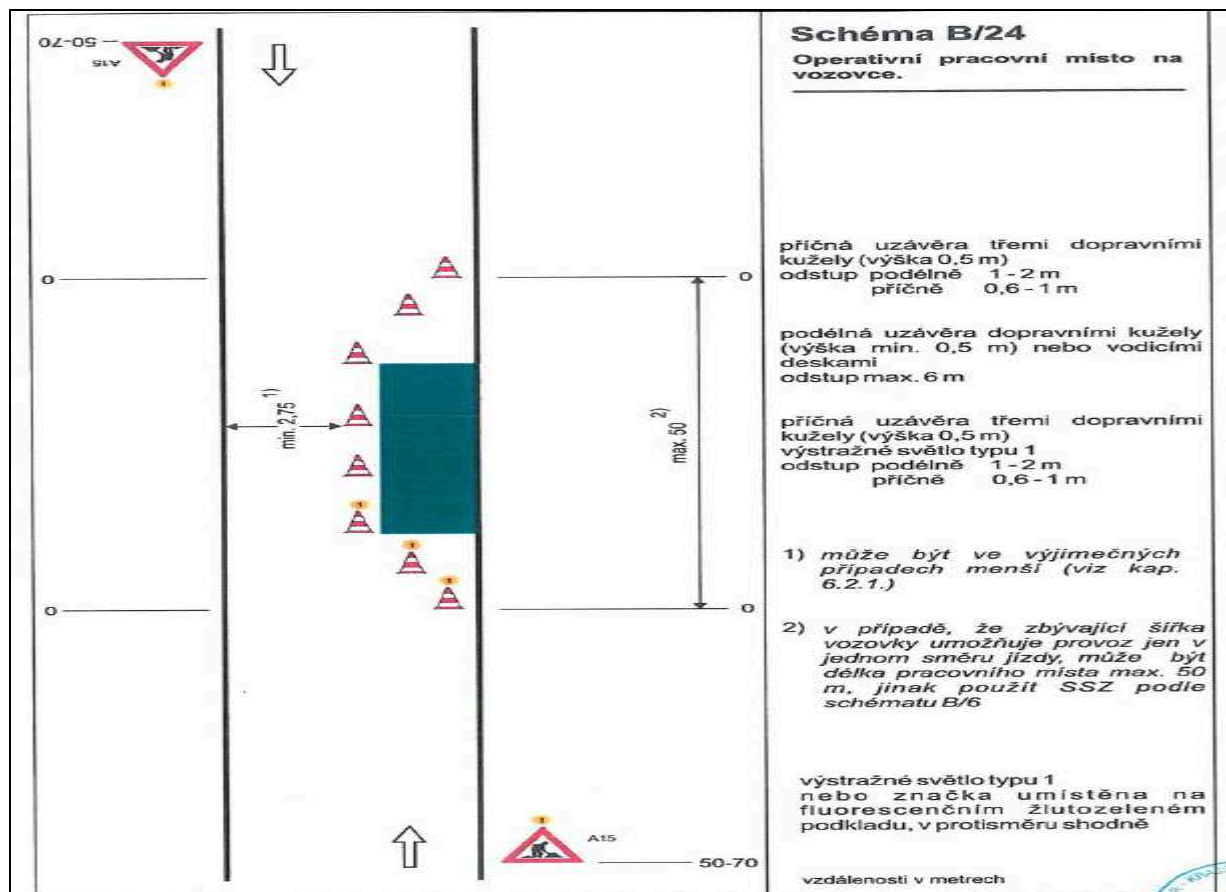 50-70
A15
Schéma B/24
Operativní pracovní místo na
vozovce.
0
0
příčná uzávěra třemi dopravními
kužely (výška 0,5 m)
odstup podélně 1 - 2 m
příčně 0,6 - 1 m
podélná uzávěra dopravními kužely
(výška min. 0,5 m) nebo vodicími
deskami
odstup max. 6 m
min. 2,75 1)
max. 50 2)
příčná uzávěra třemi dopravními
kužely (výška 0,5 m)
výstražné světlo typu 1
odstup podélně 1 - 2 m
příčně 0,6 - 1 m
1
1
1
0
0
1) může být ve výjimečných
případech menší (viz kap.
6.2.1.)
2) v případě, že zbývající šířka
vozovky umožňuje provoz jen v
jednom směru jízdy, může být
délka pracovního místa max. 50
m, jinak použít SSZ podle
schématu B/6
výstražné světlo typu 1
nebo značka umístěna na
fluorescenčním žlutozeleném
podkladu, v protisměru shodně
1
A15
50-70
vzdálenosti v metrech